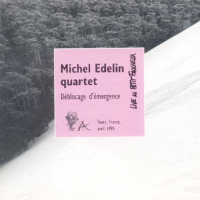 Michel Edelin
quartet
Déblocage d'émergence
Tours, France,
avril 1995